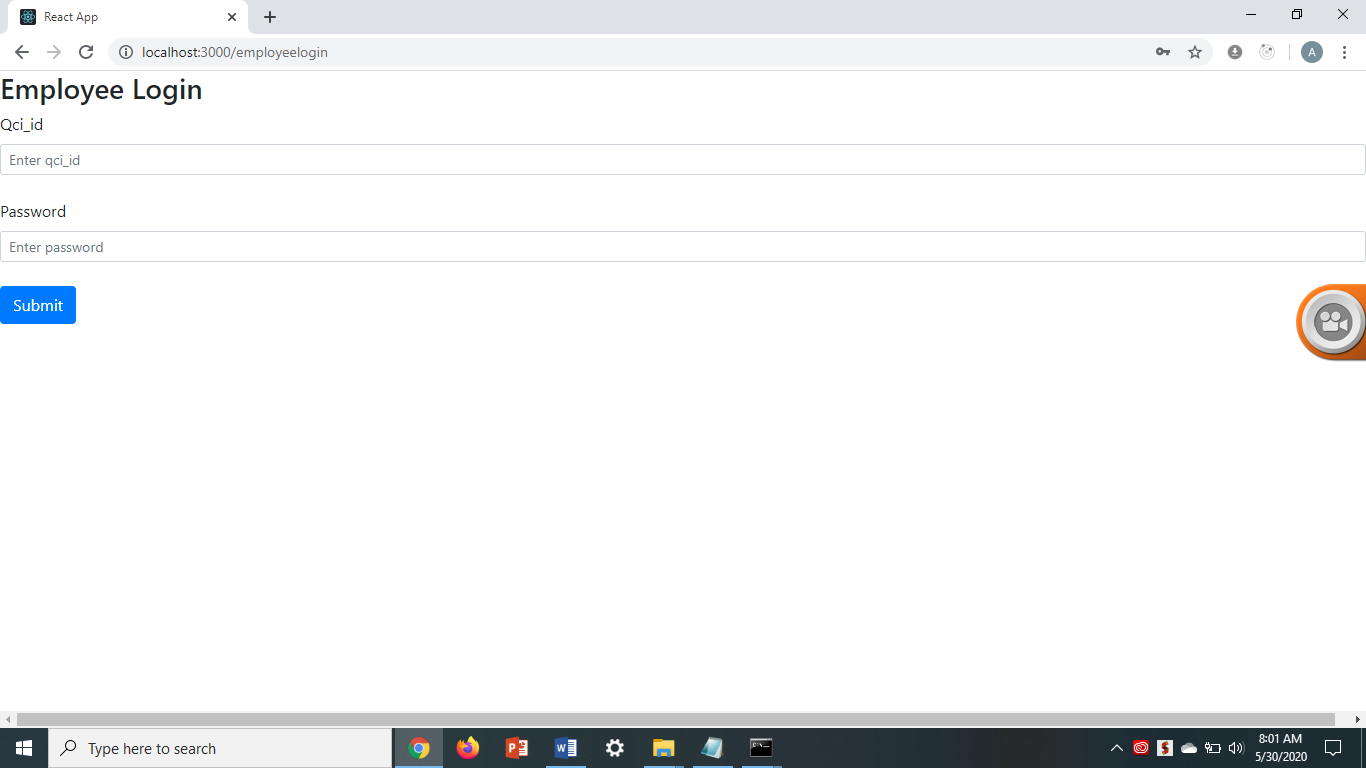 React App
localhost:3000/employeelogin
A
Employee Login
Qci_id
Enter qci_id
Password
Enter password
Submit
Type here to search
8:01 AM
5/30/2020